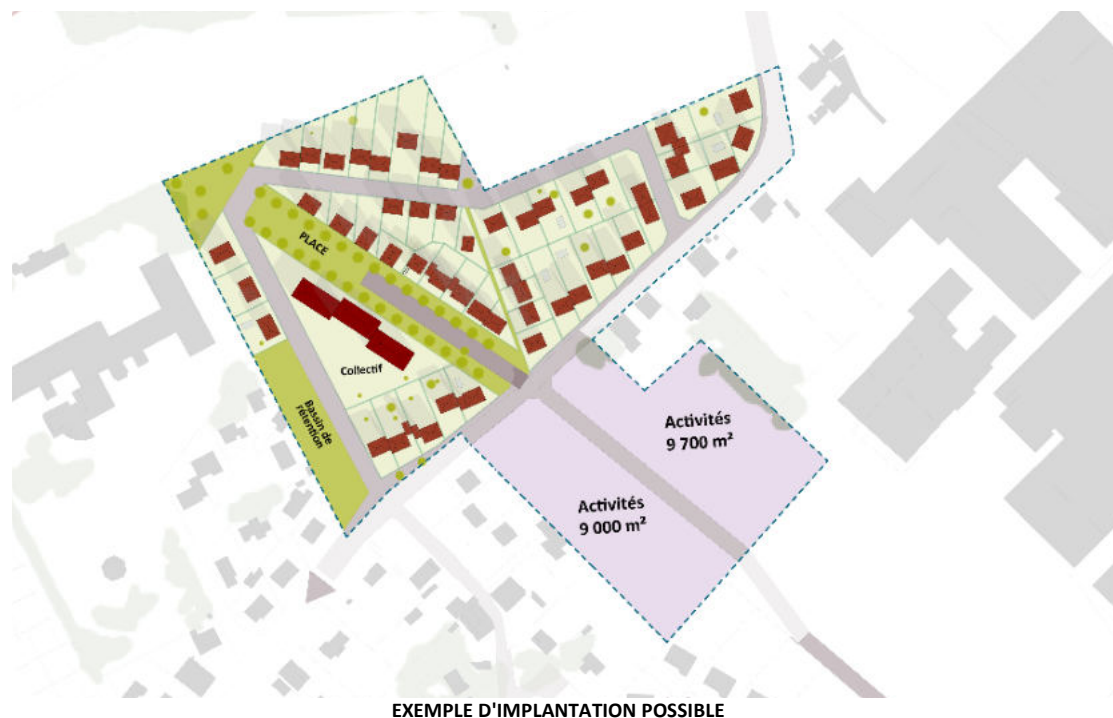 PLACE
Collectif
Bassin de
rétention
Activités
9 700 m²
Activités
9 000 m²
EXEMPLE D'IMPLANTATION POSSIBLE